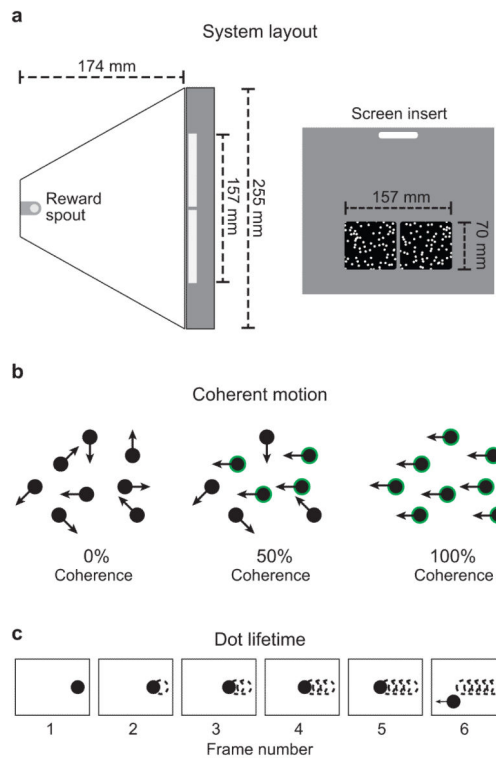 a
System layout
174 mm
Reward
spout
157 mm
255 mm
Screen insert
157 mm
70 mm
b
Coherent motion
0%
Coherence
50%
Coherence
100%
Coherence
c
Dot lifetime
1 2 3 4 5 6
Frame number